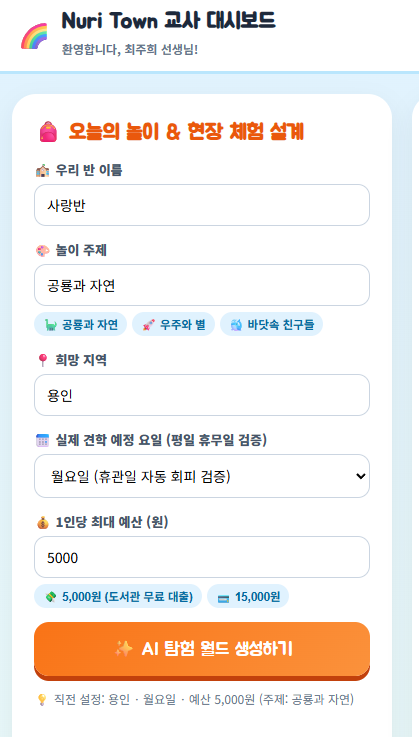 Nuri Town 교사 대시보드
환영합니다, 최주희 선생님!
오늘의 놀이 & 현장 체험 설계
우리 반 이름
사랑반
놀이 주제
공룡과 자연
공룡과 자연 우주와 별 바닷속 친구들
희망 지역
용인
실제 견학 예정 요일 (평일 휴무일 검증)
월요일 (휴관일 자동 회피 검증)
1인당 최대 예산 (원)
5000
5,000원 (도서관 무료 대출) 15,000원
AI 탐험 월드 생성하기
직전 설정: 용인 · 월요일 · 예산 5,000원 (주제: 공룡과 자연)